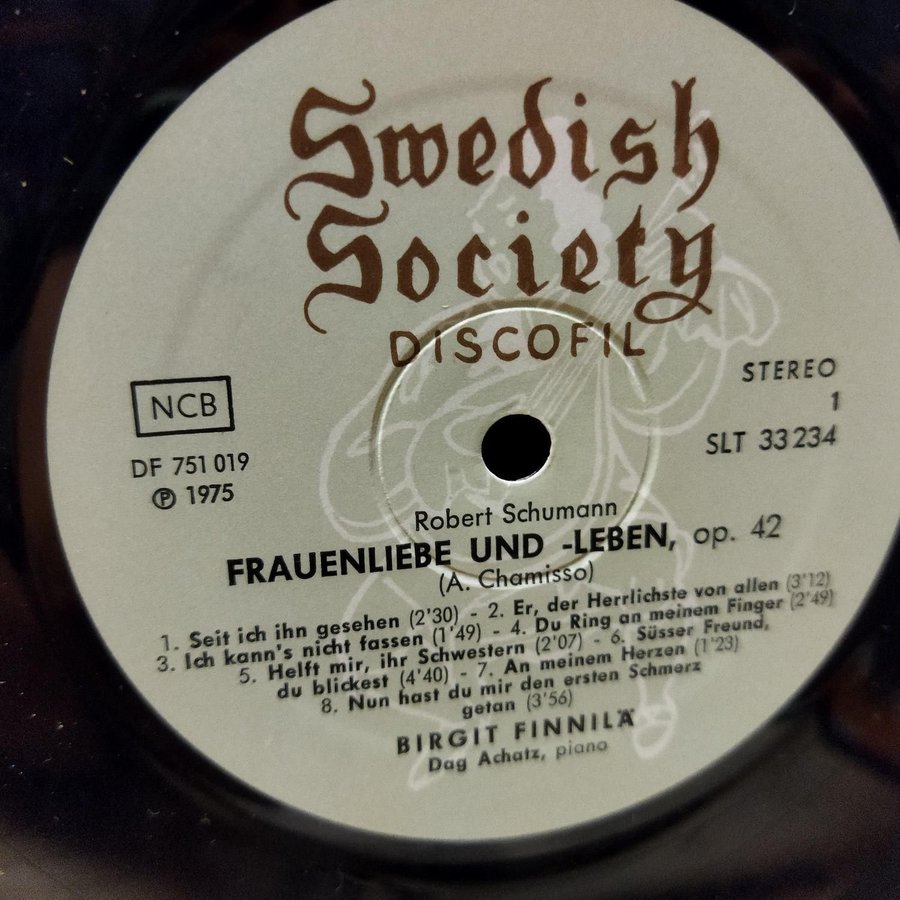 Swedish
Society
DISCOFIL
NCB
DF 751 019
℗ 1975
STEREO
1
SLT 33 234
Robert Schumann
FRAUENLIEBE UND -LEBEN, op. 42
(A. Chamisso)
1. Seit ich ihn gesehen (2'30) - 2. Er, der Herrlichste von allen (3'12)
3. Ich kann's nicht fassen (1'49) - 4. Du Ring an meinem Finger (2'49)
5. Helft mir, ihr Schwestern (2'07) - 6. Süsser Freund,
du blickest (4'40) - 7. An meinem Herzen (1'23)
8. Nun hast du mir den ersten Schmerz
getan (3'56)
BIRGIT FINNILÄ
Dag Achatz, piano